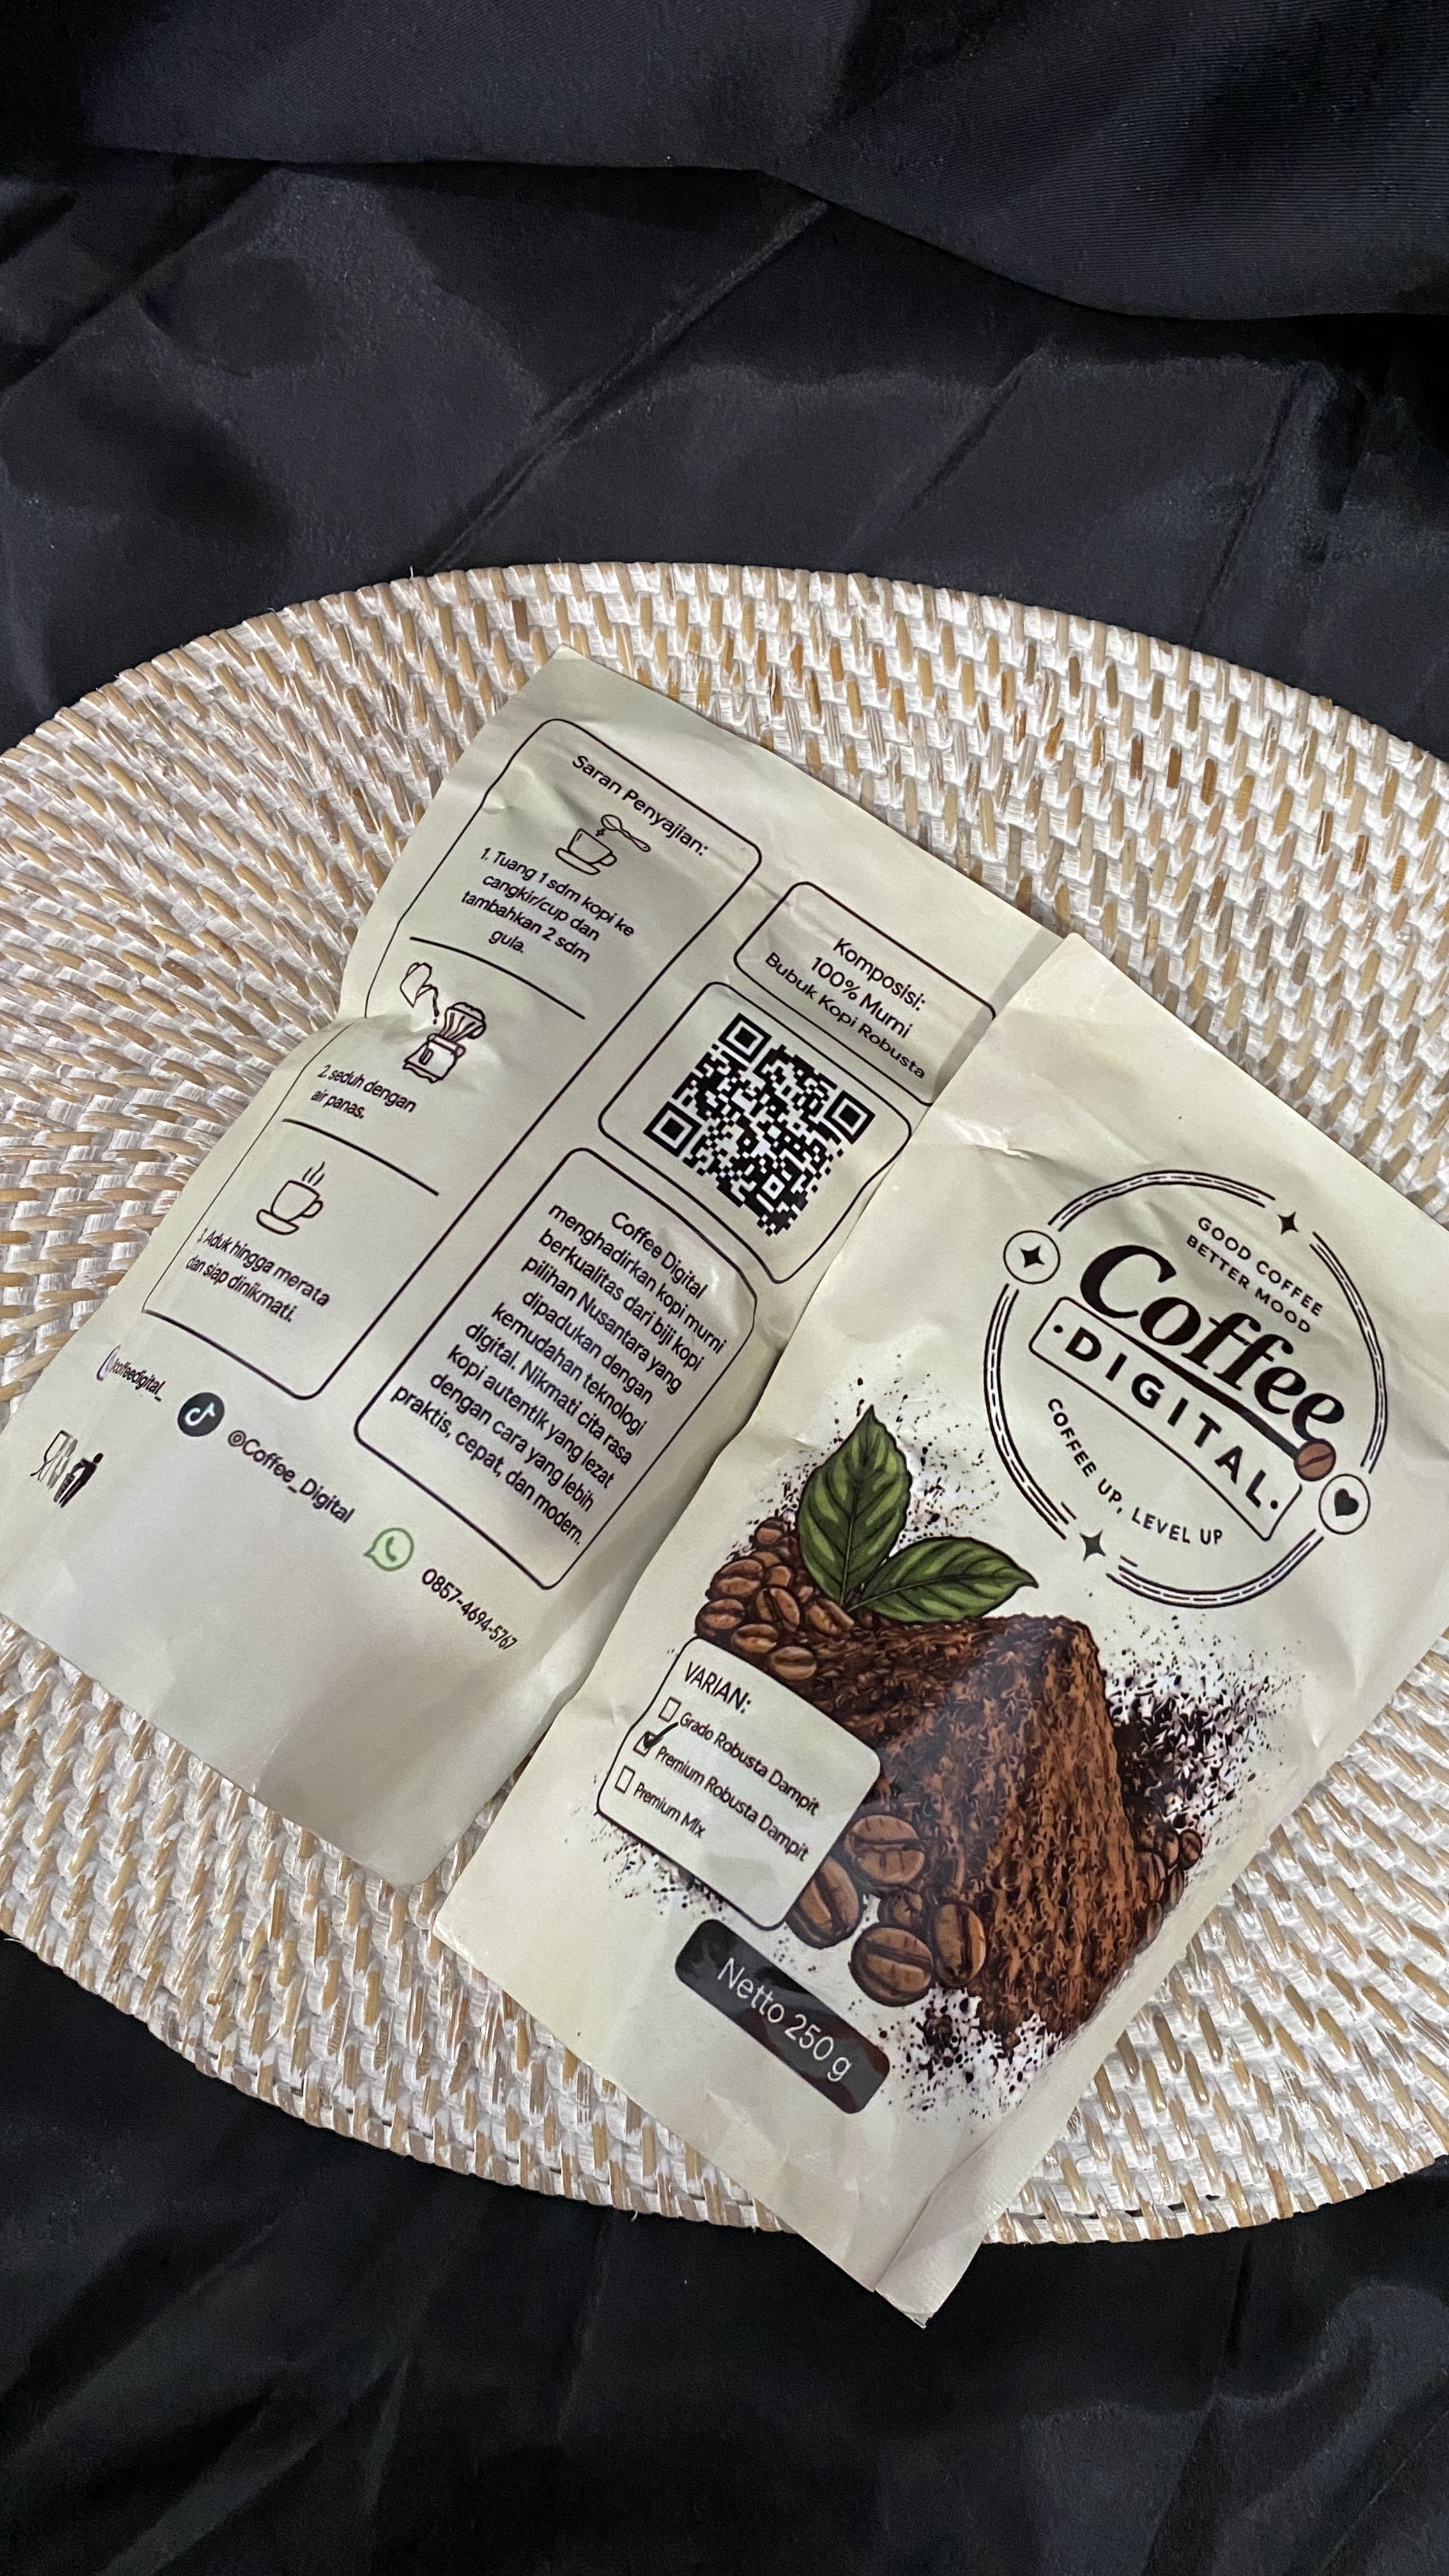 Saran Penyajian:
1. Tuang 1 sdm kopi ke
cangkir/cup dan
tambahkan 2 sdm
gula.
2. seduh dengan
air panas.
3. Aduk hingga merata
dan siap dinikmati.
Komposisi:
100% Murni
Bubuk Kopi Robusta
Coffee Digital
menghadirkan kopi murni
berkualitas dari biji kopi
pilihan Nusantara yang
dipadukan dengan
kemudahan teknologi
digital. Nikmati cita rasa
kopi autentik yang lezat
dengan cara yang lebih
praktis, cepat, dan modern.
@Coffee_Digital
0857-4694-5767
GOOD COFFEE
BETTER MOOD
Coffee
·DIGITAL·
COFFEE UP, LEVEL UP
VARIAN:
Grado Robusta Dampit
Premium Robusta Dampit
Premium Mix
Netto 250 g